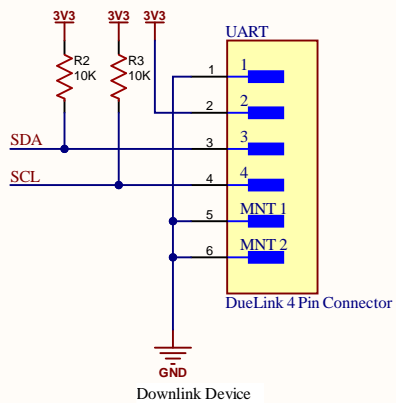 3V3 3V3 3V3
UART
R2 R3
10K 10K
1 1
2 2
SDA 3 3
SCL 4 4
5 MNT 1
6 MNT 2
DueLink 4 Pin Connector
GND
Downlink Device